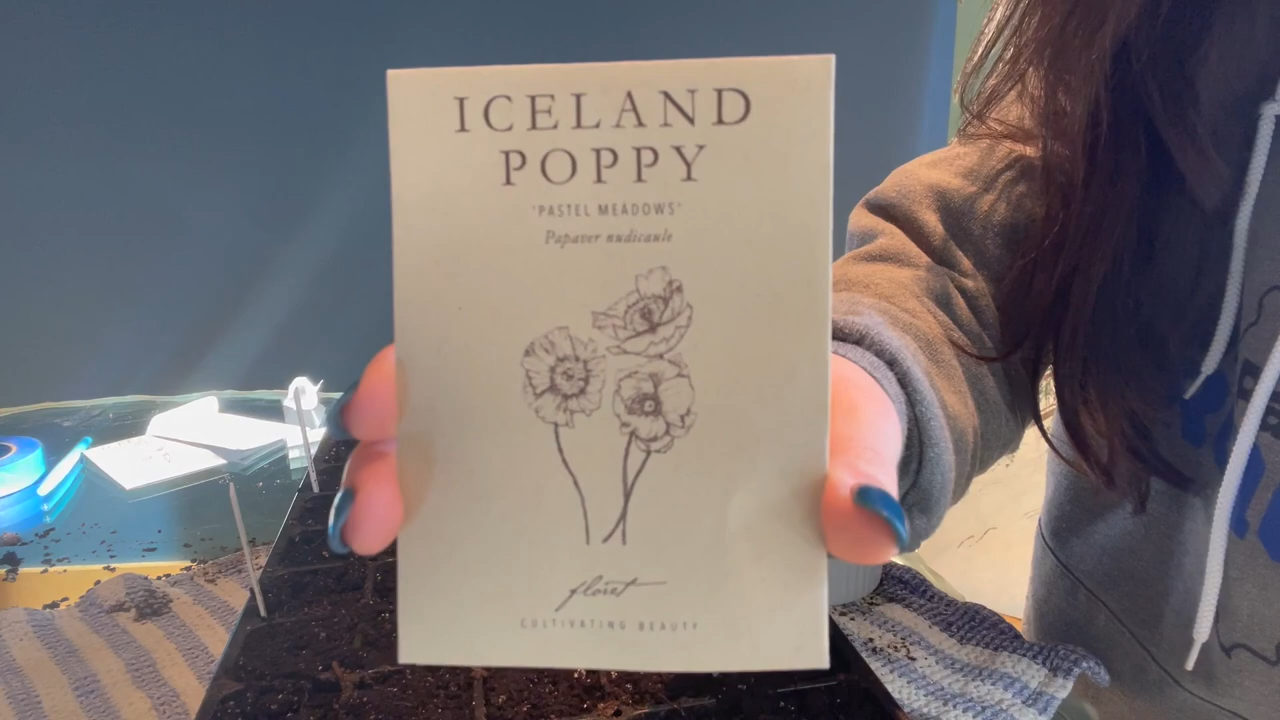 ICELAND
POPPY
'PASTEL MEADOWS'
Papaver nudicaule
floret
CULTIVATING BEAUTY